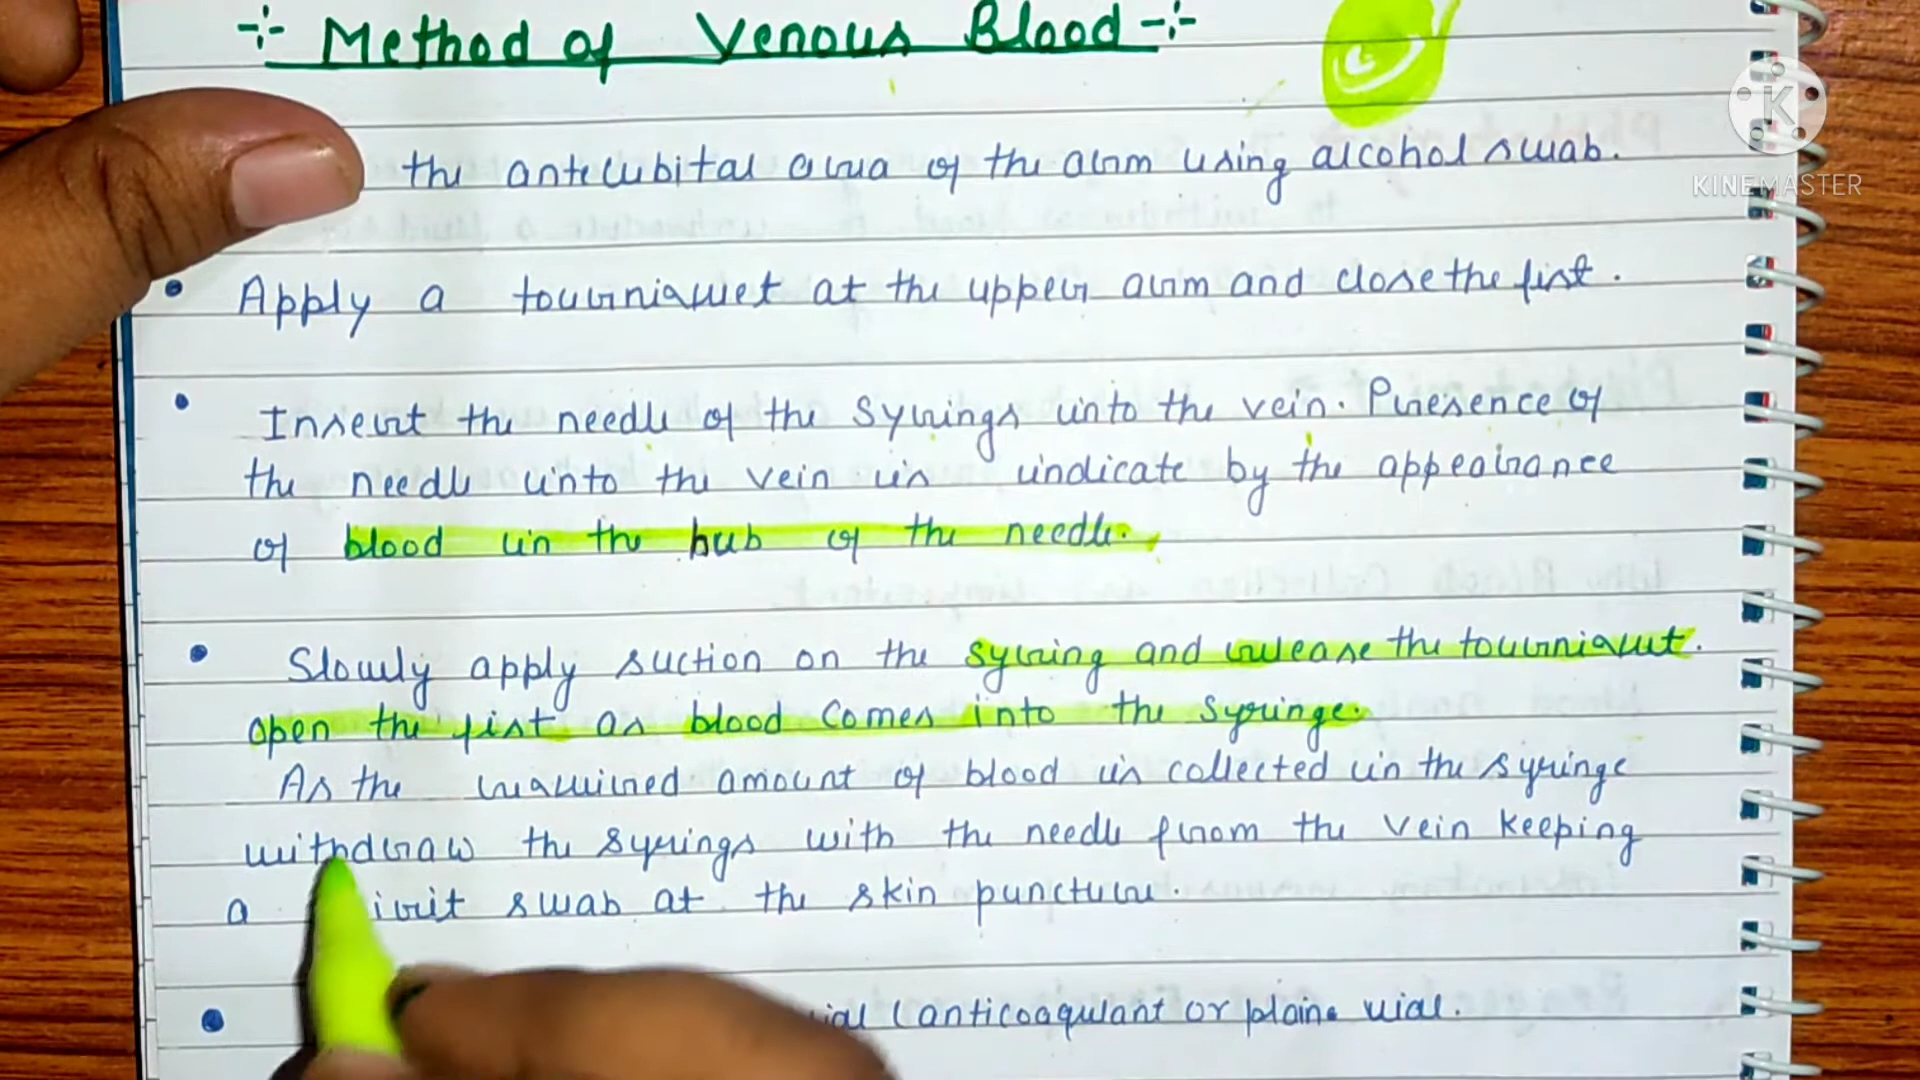 Method of Venous Blood
the antecubital area of the arm using alcohol swab.
KINEMASTER
Apply a tourniquet at the upper arm and close the fist.
Insert the needle of the Syrings into the vein. Presence of
the needle into the vein is indicate by the appearance
of blood in the hub of the needle.
Slowly apply suction on the syring and release the tourniquet.
open the fist as blood comes into the syringe.
As the required amount of blood is collected in the syringe
withdraw the syrings with the needle from the vein keeping
a swab at the skin puncture.
(anticoagulant or plaine vial.